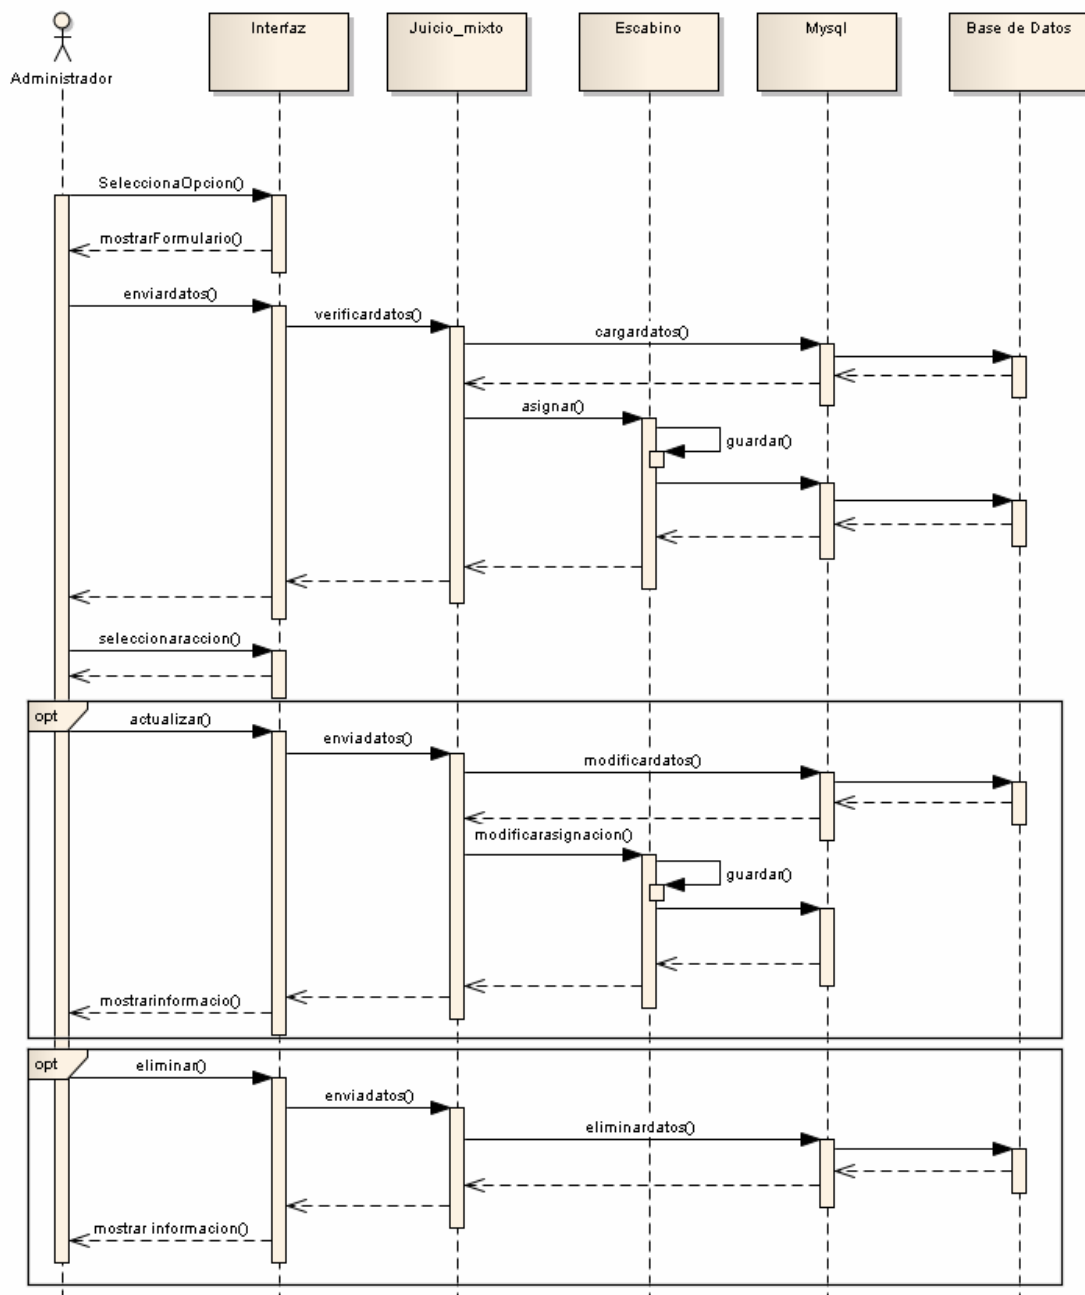 Interfaz
Juicio_mixto
Escabino
Mysql
Base de Datos
Administrador
SeleccionaOpcion()
mostrarFormulario()
enviardatos()
verificardatos()
cargardatos()
asignar()
guardar()
seleccionaraccion()
opt
actualizar()
enviadatos()
modificardatos()
modificarasignacion()
guardar()
mostrarinformacio()
opt
eliminar()
enviadatos()
eliminardatos()
mostrar informacion()